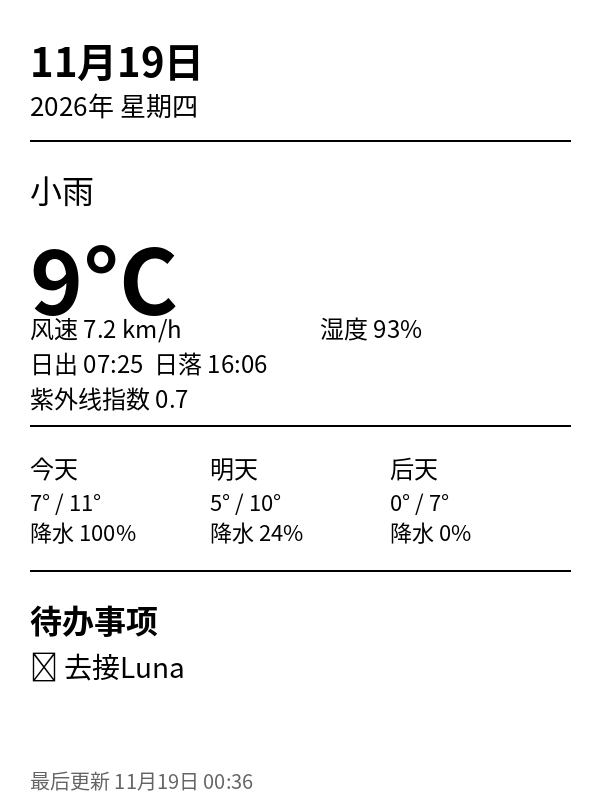 11月19日
2026年 星期四
小雨
9°C
风速 7.2 km/h 湿度 93%
日出 07:25 日落 16:06
紫外线指数 0.7
今天 明天 后天
7° / 11° 5° / 10° 0° / 7°
降水 100% 降水 24% 降水 0%
待办事项
去接Luna
最后更新 11月19日 00:36